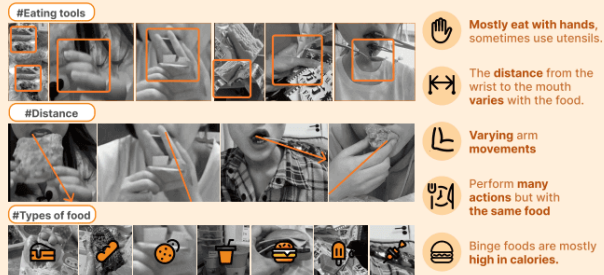 #Eating tools
#Distance
#Types of food
Mostly eat with hands,
sometimes use utensils.
The distance from the
wrist to the mouth
varies with the food.
Varying arm
movements
Perform many
actions but with
the same food
Binge foods are mostly
high in calories.